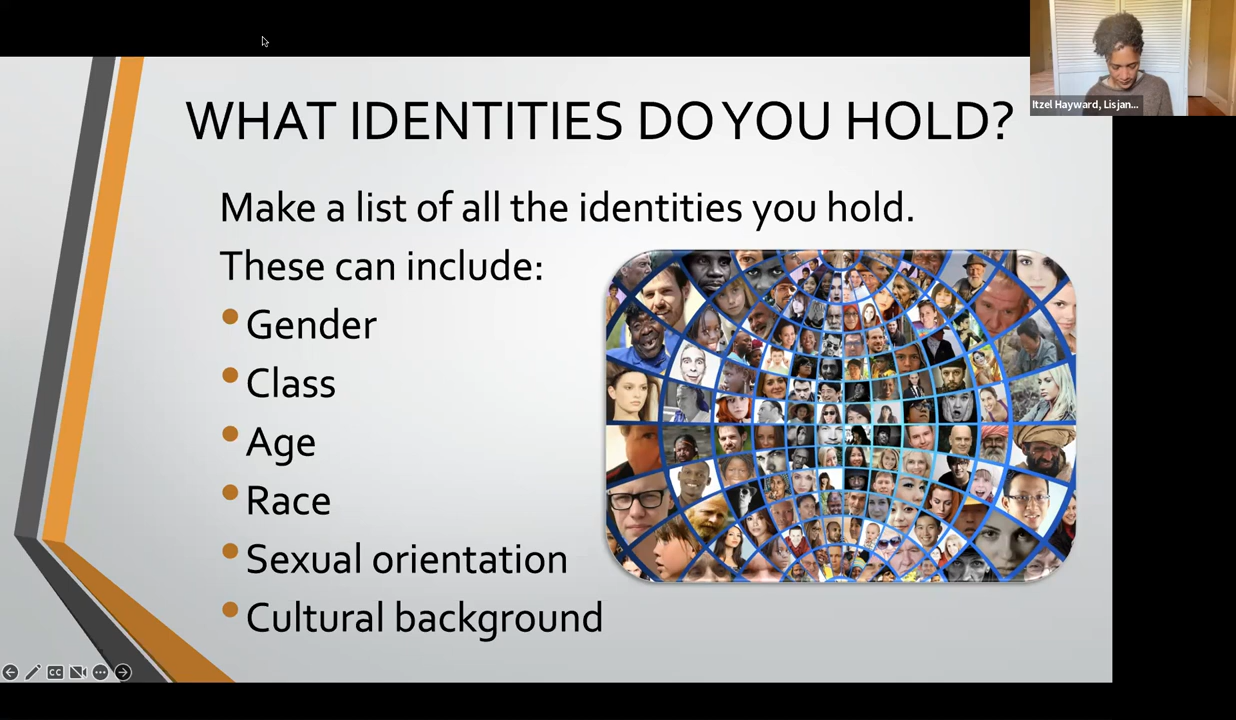 WHAT IDENTITIES DO YOU HOLD?
Itzel Hayward, Lisjan...
Make a list of all the identities you hold.
These can include:
• Gender
• Class
• Age
• Race
• Sexual orientation
• Cultural background
CC